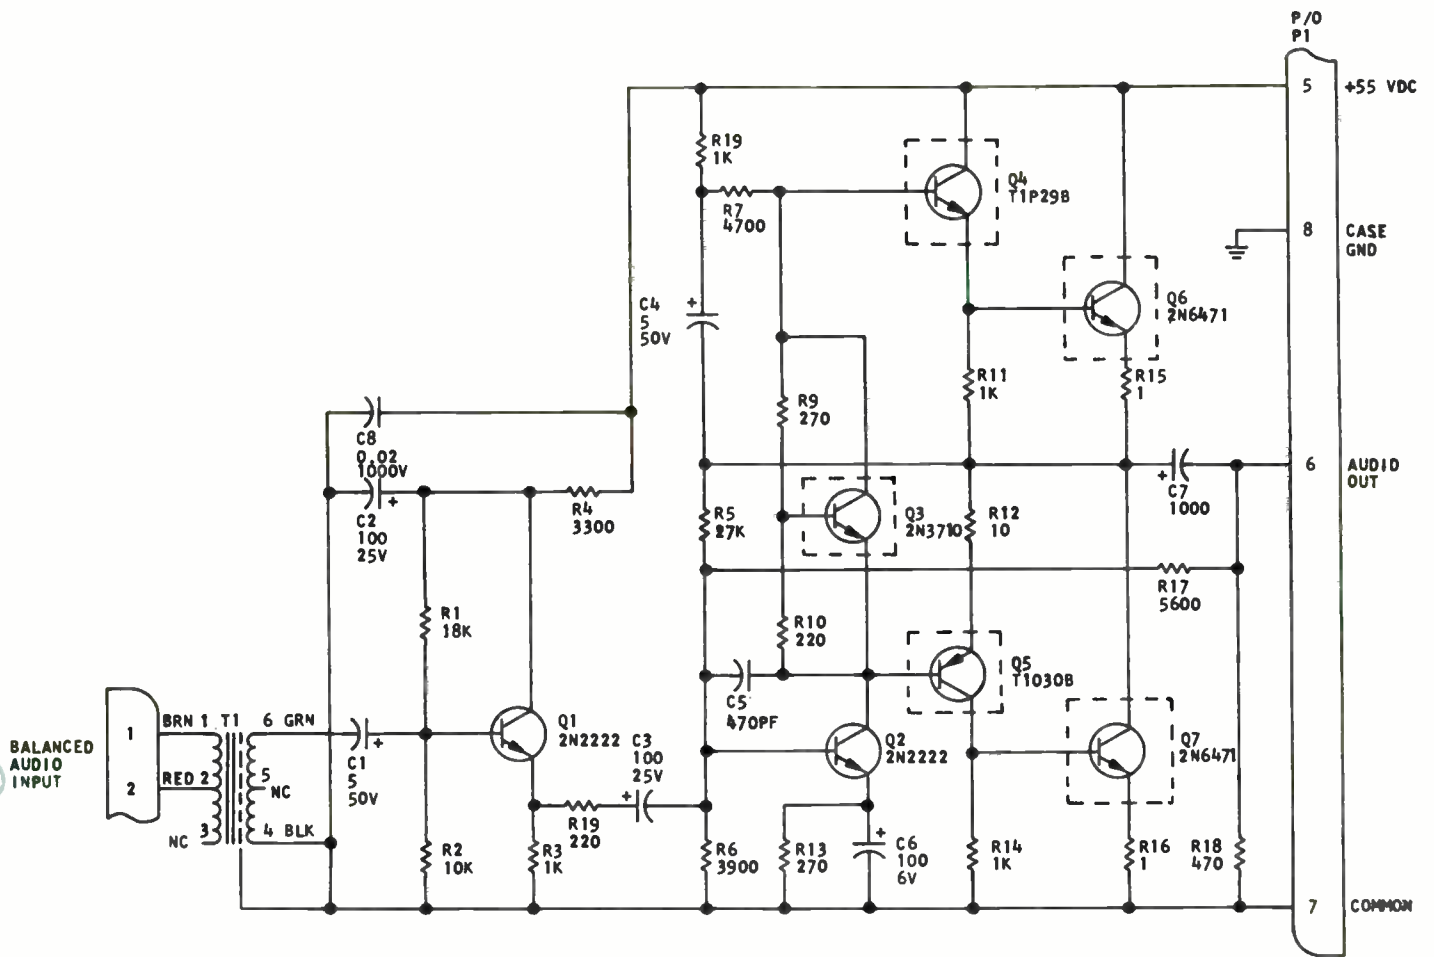 P/O
P1
5 +55 VDC
R19
1K
Q4
T1P29B
R7
4700
8 CASE
GND
C4
+
5
50V
Q6
2N6471
R11
1K
R15
1
R9
270
C8
0.02
1000V
+
C2
100
25V
R4
3300
6 AUDIO
OUT
+
C7
1000
R5
27K
Q3
2N3710
R12
10
R17
5600
R1
18K
R10
220
Q5
T1030B
C5
470PF
BALANCED
AUDIO
INPUT
1
2
BRN 1 T1 6 GRN
RED 2
5
NC
NC 3
4 BLK
+
C1
5
50V
Q1
2N2222
C3
100
25V
+
Q2
2N2222
Q7
2N6471
R19
220
R2
10K
R3
1K
R6
3900
R13
270
+
C6
100
6V
R14
1K
R16
1
R18
470
7 COMMON